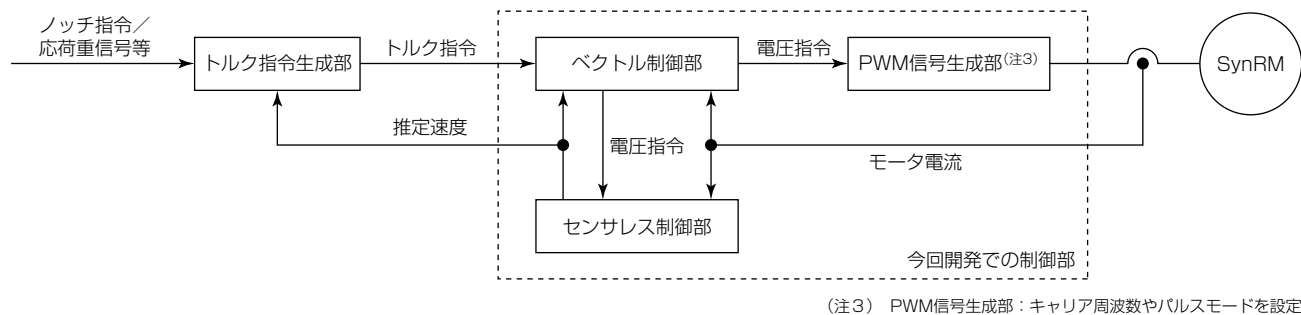 ノッチ指令／
応荷重信号等
トルク指令生成部
トルク指令
ベクトル制御部
電圧指令
PWM信号生成部(注3)
SynRM
推定速度
電圧指令
モータ電流
センサレス制御部
今回開発での制御部
（注3） PWM信号生成部：キャリア周波数やパルスモードを設定